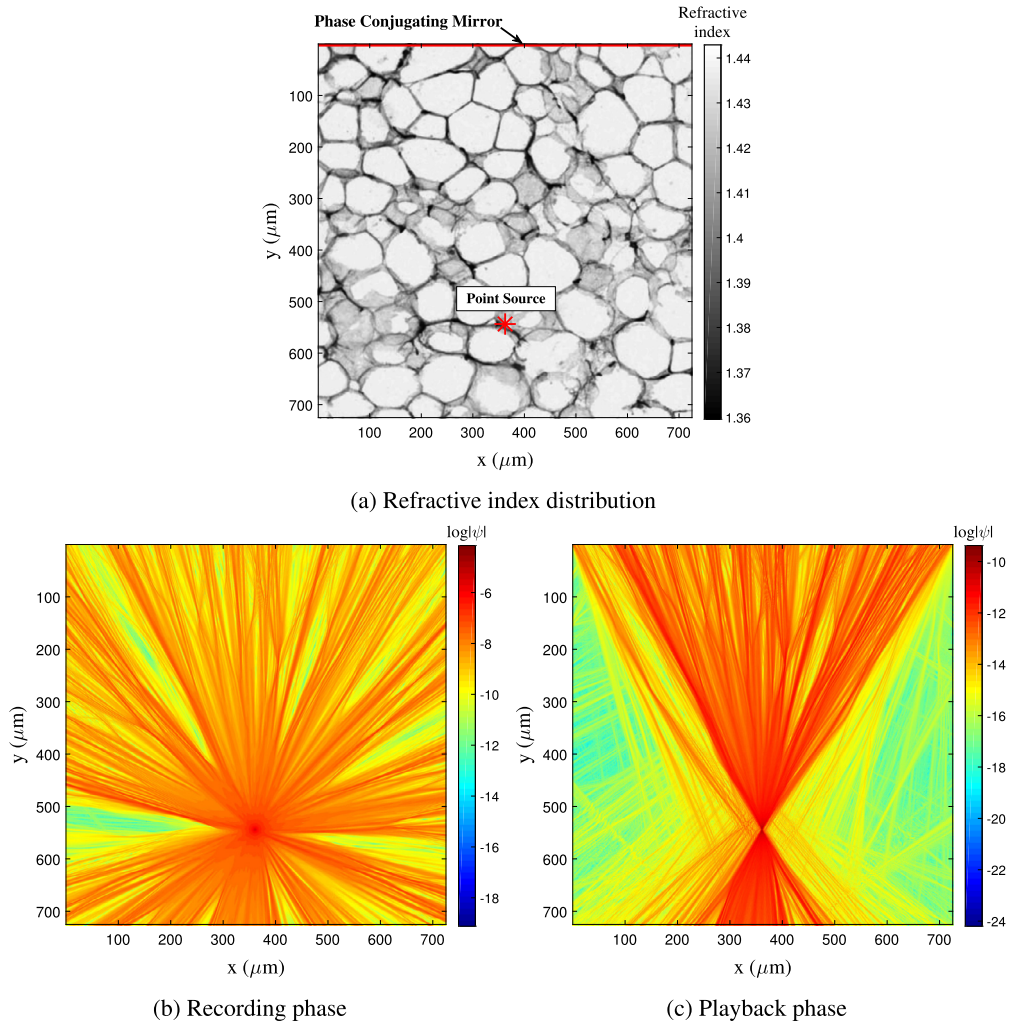 Phase Conjugating Mirror
Refractive
index
100
200
300
400
500
600
700
y (μm)
Point Source
100 200 300 400 500 600 700
x (μm)
1.44
1.43
1.42
1.41
1.4
1.39
1.38
1.37
1.36
(a) Refractive index distribution
log|ψ|
100
200
300
400
500
600
700
y (μm)
100 200 300 400 500 600 700
x (μm)
-6
-8
-10
-12
-14
-16
-18
(b) Recording phase
log|ψ|
100
200
300
400
500
600
700
y (μm)
100 200 300 400 500 600 700
x (μm)
-10
-12
-14
-16
-18
-20
-22
-24
(c) Playback phase